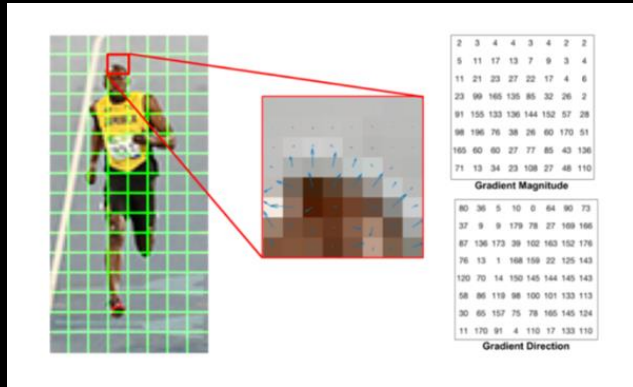 2 3 4 4 3 4 2 2
5 11 17 13 7 9 3 4
11 21 23 27 22 17 4 6
23 99 165 135 85 32 26 2
91 155 133 136 144 152 57 28
98 196 76 38 26 60 170 51
165 60 60 27 77 85 43 136
71 13 34 23 108 27 48 110
Gradient Magnitude
80 36 5 10 0 64 90 73
37 9 9 179 78 27 169 166
87 136 173 39 102 163 152 176
76 13 1 168 159 22 125 143
120 70 14 150 145 144 145 143
58 86 119 98 100 101 133 113
30 65 157 75 78 165 145 124
11 170 91 4 110 17 133 110
Gradient Direction